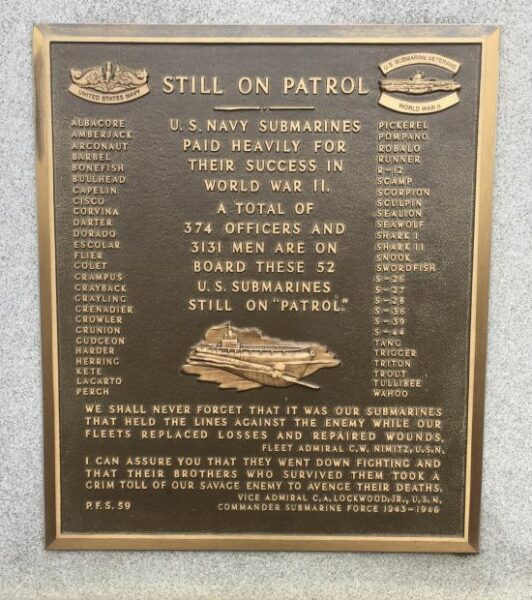 STILL ON PATROL
UNITED STATES NAVY
U.S. SUBMARINE VETERANS
WORLD WAR II
ALBACORE
AMBERJACK
ARGONAUT
BARBEL
BONEFISH
BULLHEAD
CAPELIN
CISCO
CORVINA
DARTER
DORADO
ESCOLAR
FLIER
GOLET
GRAMPUS
GRAYBACK
GRAYLING
GRENADIER
GROWLER
GRUNION
GUDGEON
HARDER
HERRING
KETE
LAGARTO
PERCH
U.S. NAVY SUBMARINES
PAID HEAVILY FOR
THEIR SUCCESS IN
WORLD WAR II.
A TOTAL OF
374 OFFICERS AND
3131 MEN ARE ON
BOARD THESE 52
U.S. SUBMARINES
STILL ON "PATROL."
PICKEREL
POMPANO
ROBALO
RUNNER
R-12
SCAMP
SCORPION
SCULPIN
SEALION
SEAWOLF
SHARK I
SHARK II
SNOOK
SWORDFISH
S-26
S-27
S-28
S-36
S-39
S-44
TANG
TRIGGER
TRITON
TROUT
TULLIBEE
WAHOO
WE SHALL NEVER FORGET THAT IT WAS OUR SUBMARINES
THAT HELD THE LINES AGAINST THE ENEMY WHILE OUR
FLEETS REPLACED LOSSES AND REPAIRED WOUNDS.
FLEET ADMIRAL C.W. NIMITZ, U.S.N.
I CAN ASSURE YOU THAT THEY WENT DOWN FIGHTING AND
THAT THEIR BROTHERS WHO SURVIVED THEM TOOK A
GRIM TOLL OF OUR SAVAGE ENEMY TO AVENGE THEIR DEATHS.
VICE ADMIRAL C.A. LOCKWOOD, JR., U.S.N.
P.F.S. 59 COMMANDER SUBMARINE FORCE 1943-1946